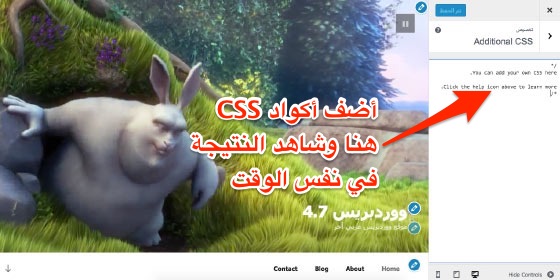 تم الحفظ
تخصيص
Additional CSS
/*
You can add your own CSS here.
Click the help icon above to learn more.
*/
أضف أكواد CSS
هنا وشاهد النتيجة
في نفس الوقت
ووردبريس 4.7
موقع ووردبريس عربي آخر
Home
About
Blog
Contact
Hide Controls